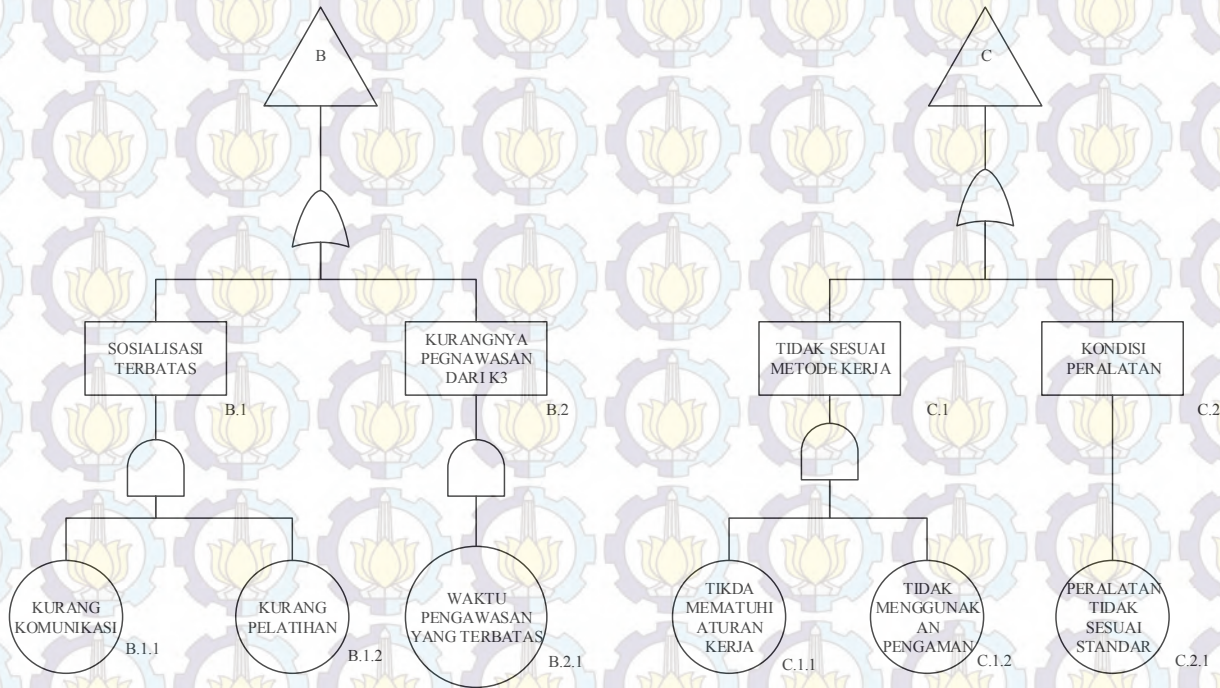 B
SOSIALISASI
TERBATAS
B.1
KURANGNYA
PEGNAWASAN
DARI K3
B.2
KURANG
KOMUNIKASI
B.1.1
KURANG
PELATIHAN
B.1.2
WAKTU
PENGAWASAN
YANG TERBATAS
B.2.1
C
TIDAK SESUAI
METODE KERJA
C.1
KONDISI
PERALATAN
C.2
TIKDA
MEMATUHI
ATURAN
KERJA
C.1.1
TIDAK
MENGGUNAK
AN
PENGAMAN
C.1.2
PERALATAN
TIDAK
SESUAI
STANDAR
C.2.1